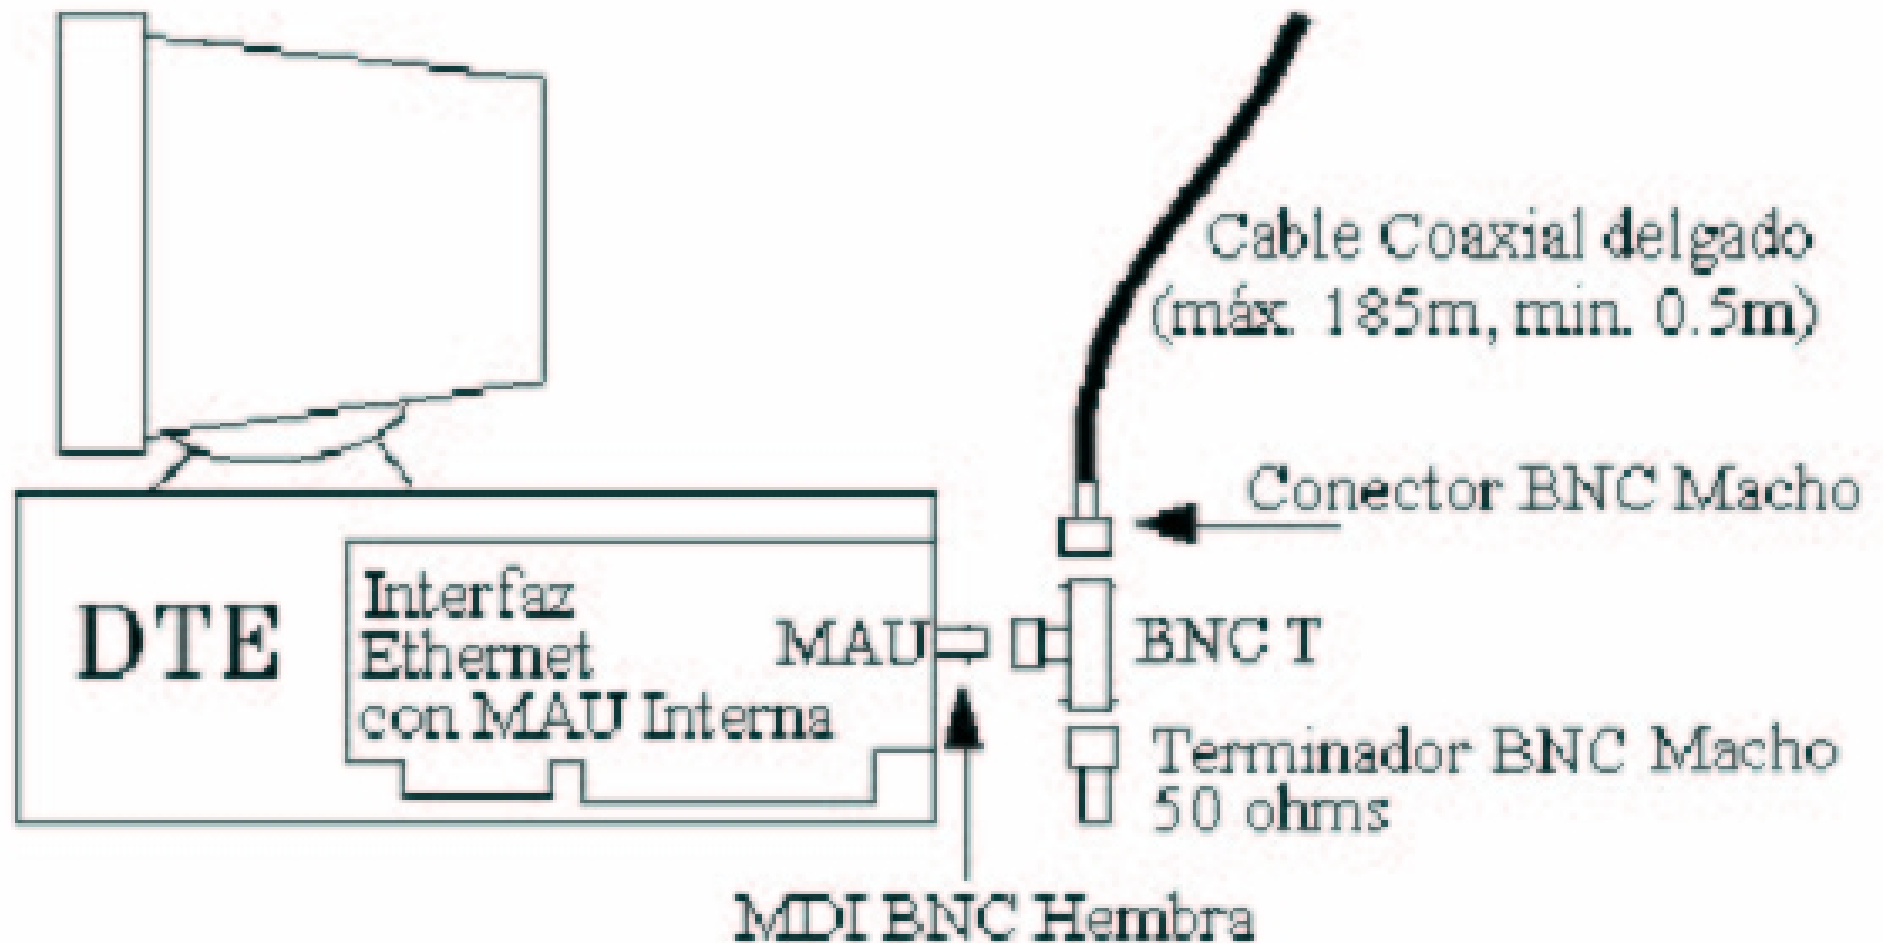 Cable Coaxial delgado
(máx. 185m, min. 0.5m)
Conector BNC Macho
DTE
Interfaz
Ethernet
con MAU Interna
MAU
BNC T
Terminador BNC Macho
50 ohms
MDI BNC Hembra